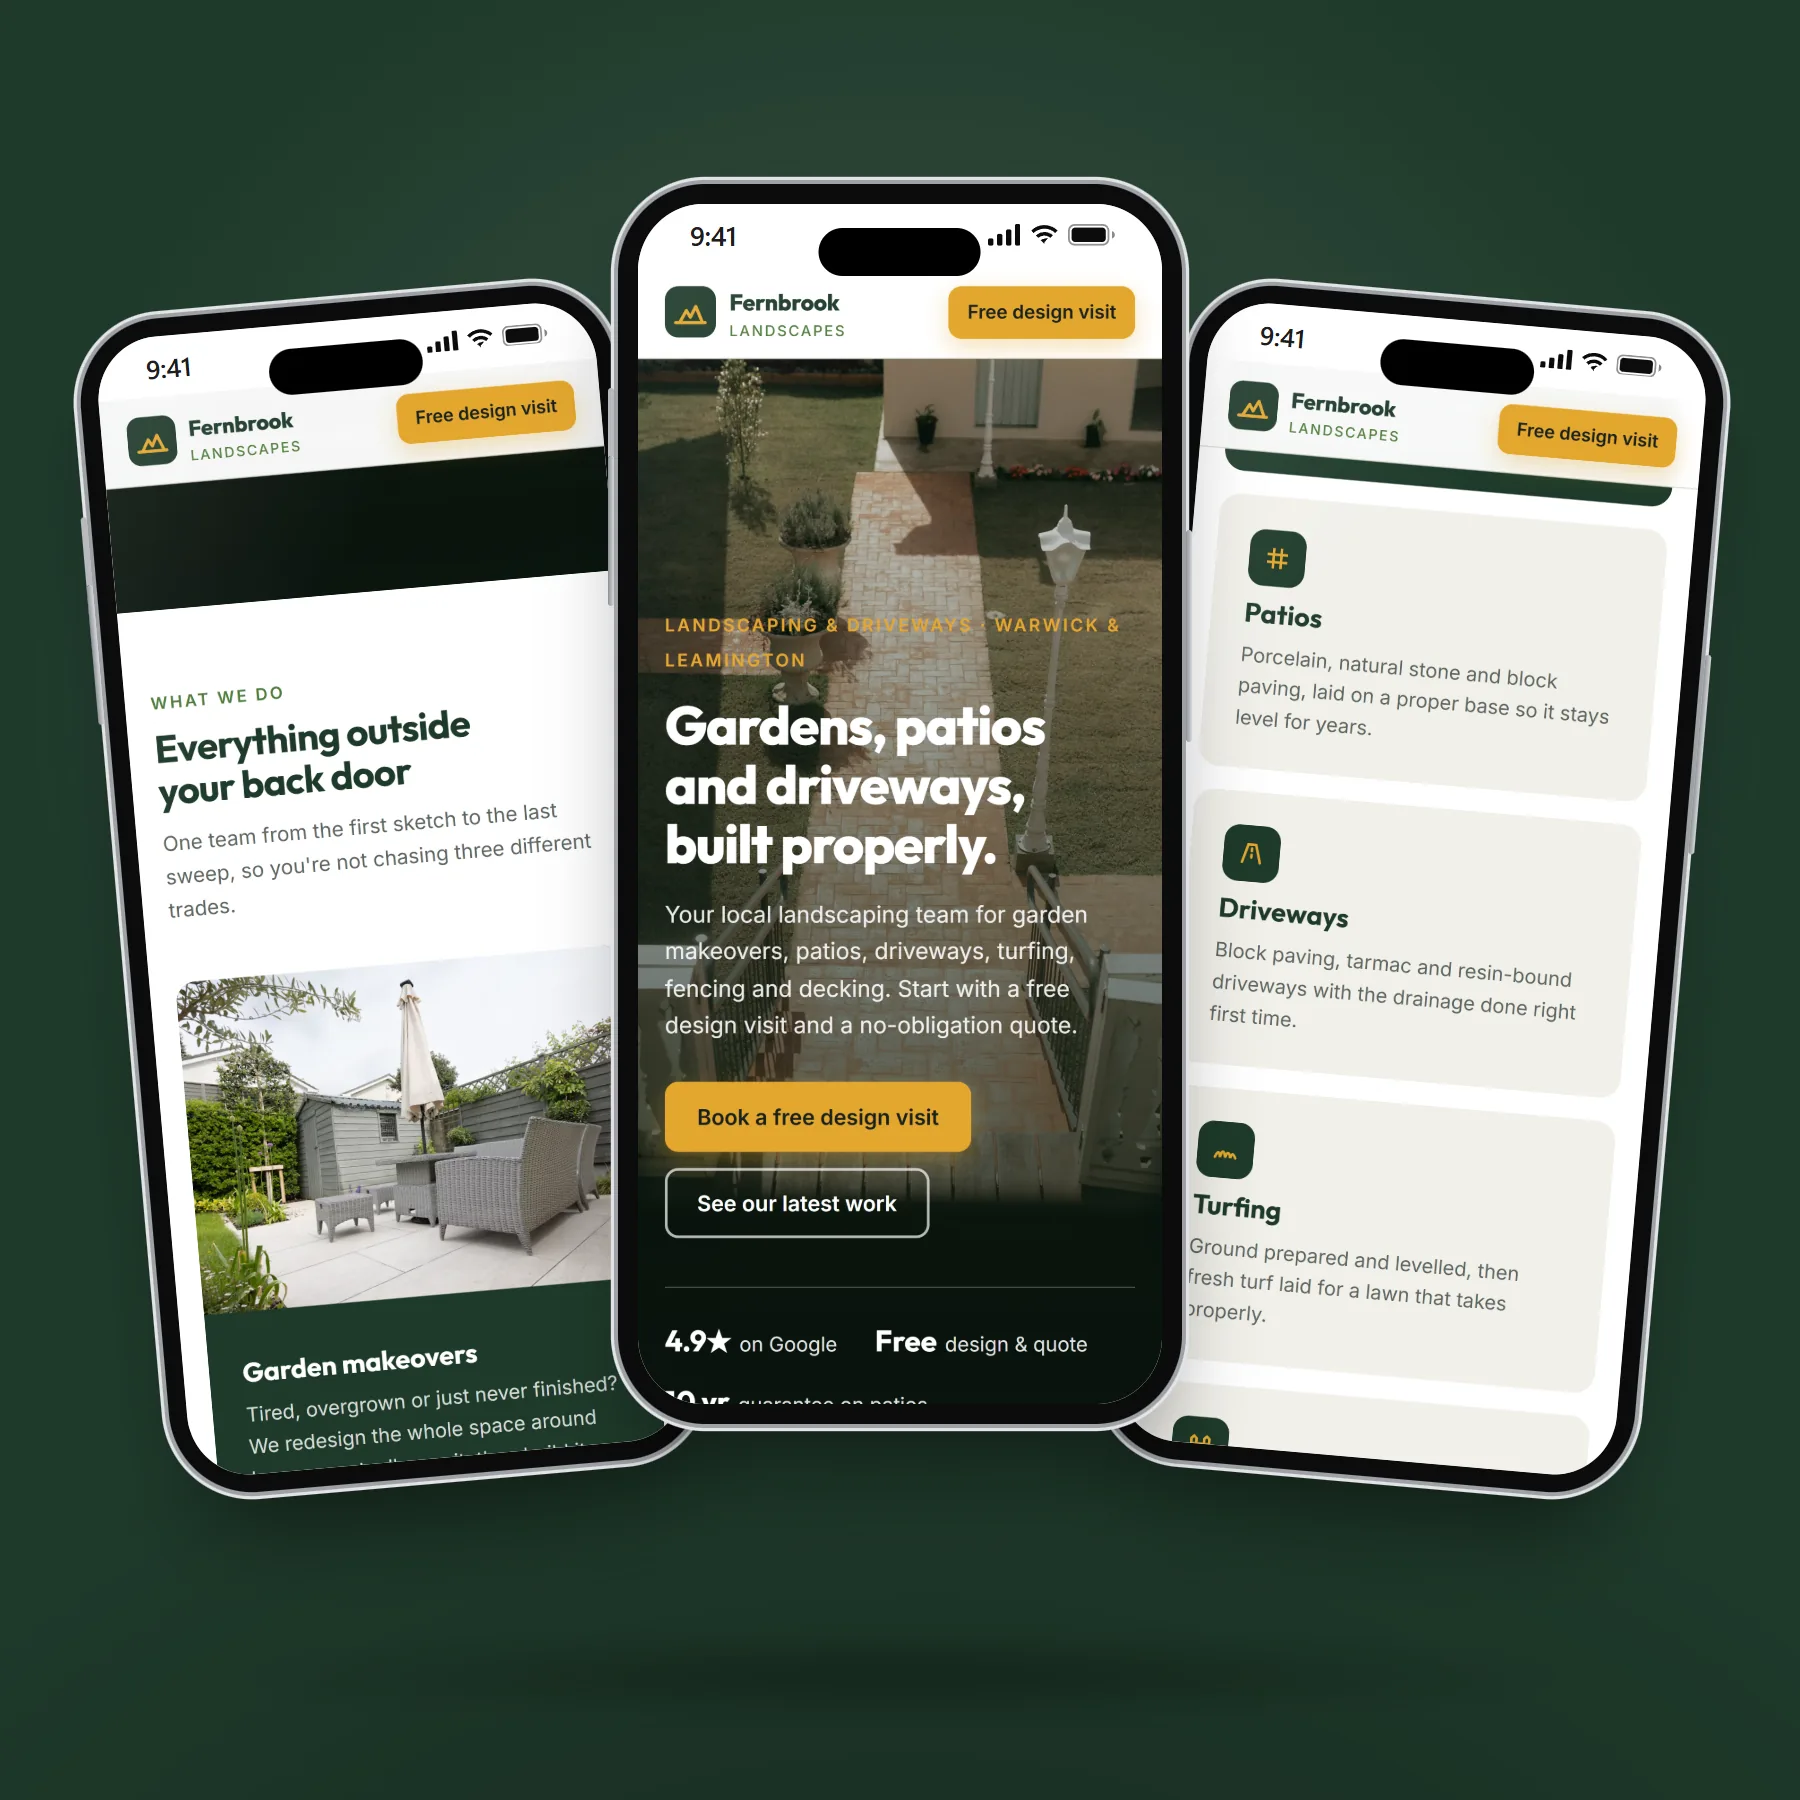 9:41
Fernbrook
LANDSCAPES
Free design visit
WHAT WE DO
Everything outside
your back door
One team from the first sketch to the last
sweep, so you're not chasing three different
trades.
Garden makeovers
Tired, overgrown or just never finished?
We redesign the whole space around
9:41
Fernbrook
LANDSCAPES
Free design visit
LANDSCAPING & DRIVEWAYS · WARWICK &
LEAMINGTON
Gardens, patios
and driveways,
built properly.
Your local landscaping team for garden
makeovers, patios, driveways, turfing,
fencing and decking. Start with a free
design visit and a no-obligation quote.
Book a free design visit
See our latest work
4.9★ on Google
Free design & quote
10 yr guarantee on patios
9:41
Fernbrook
LANDSCAPES
Free design visit
Patios
Porcelain, natural stone and block
paving, laid on a proper base so it stays
level for years.
Driveways
Block paving, tarmac and resin-bound
driveways with the drainage done right
first time.
Turfing
Ground prepared and levelled, then
fresh turf laid for a lawn that takes
properly.